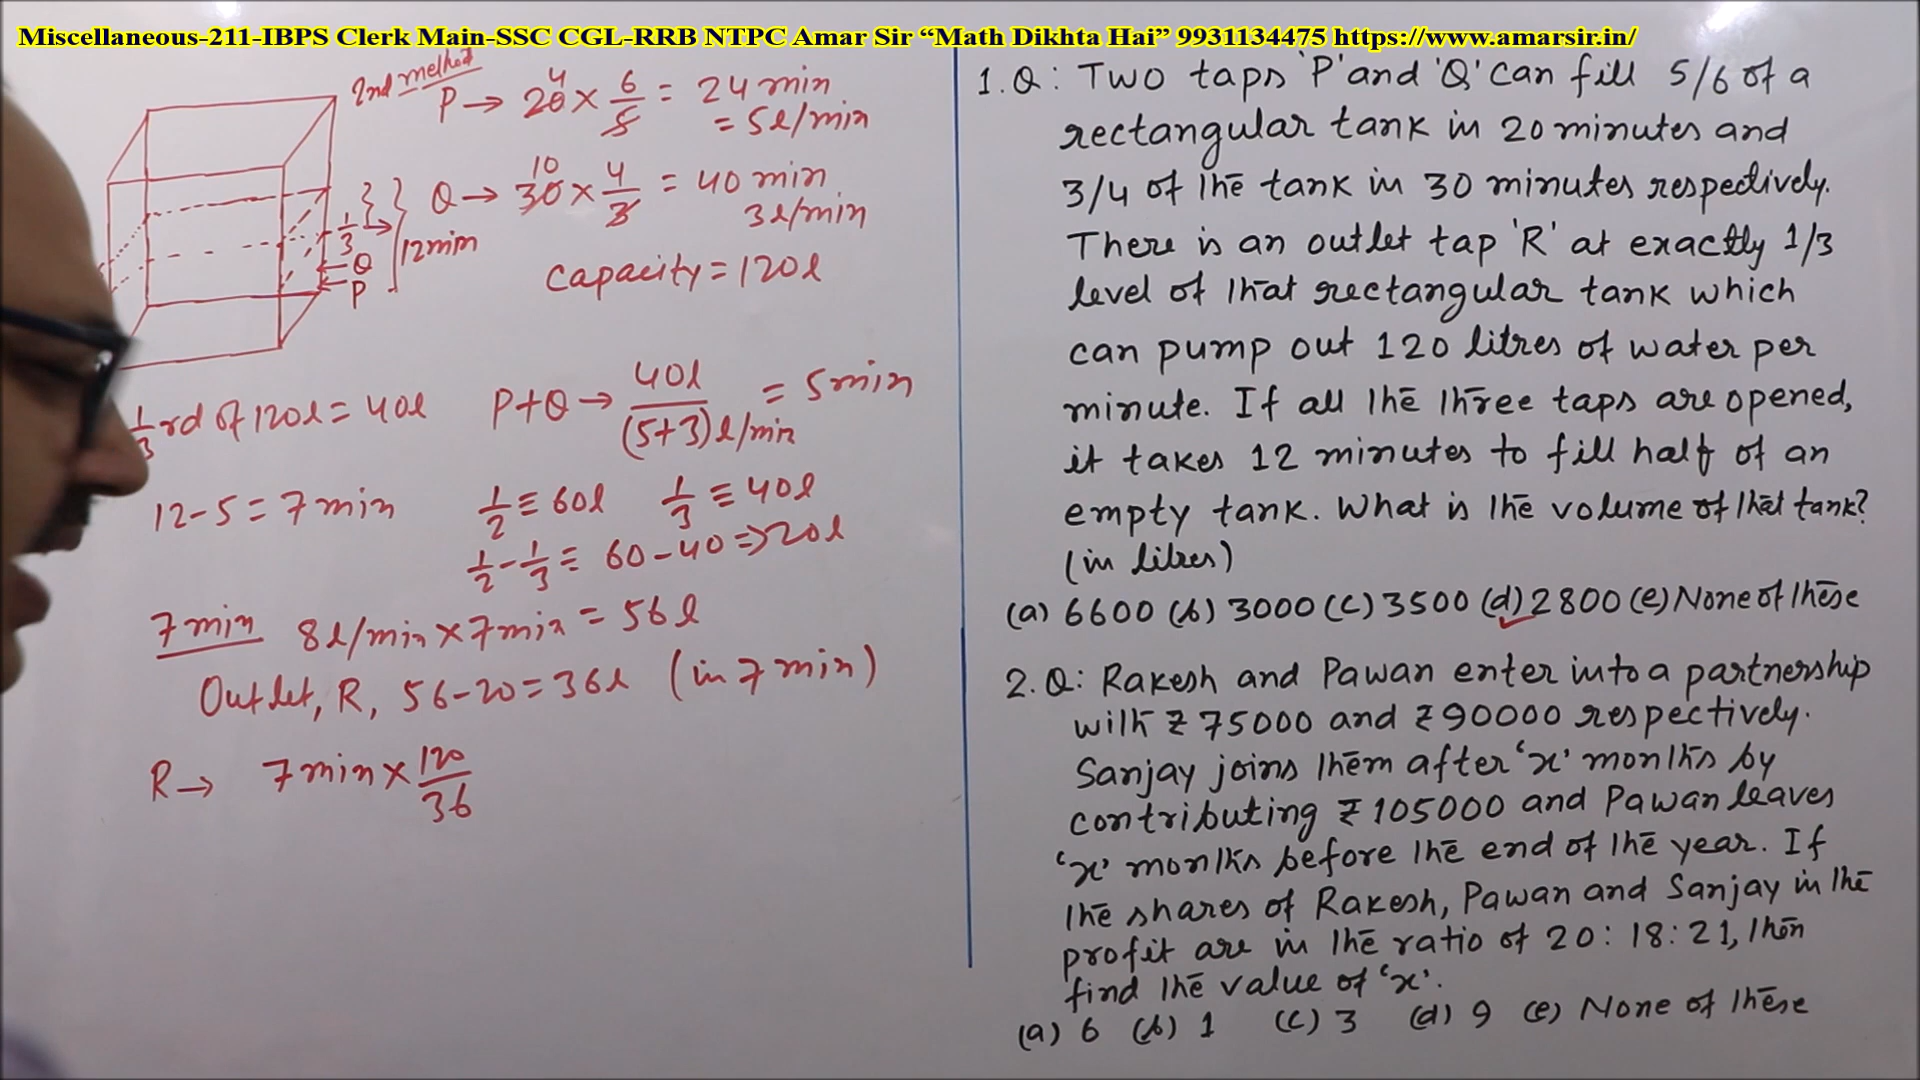 Miscellaneous-211-IBPS Clerk Main-SSC CGL-RRB NTPC Amar Sir “Math Dikhta Hai” 9931134475 https://www.amarsir.in/
2nd method
P → 20 4 × 6/5 = 24 min
= 5l/min
Q → 30 10 × 4/3 = 40 min
3l/min
1/3
12 min
Q
P
Capacity = 120l
1/3 rd of 120l = 40l
P+Q → 40l/(5+3)l/min = 5 min
12-5 = 7 min
1/2 ≡ 60l 1/3 ≡ 40l
1/2 - 1/3 ≡ 60-40 ⇒ 20l
7 min 8l/min × 7 min = 56l
Outlet, R, 56-20 = 36l (in 7 min)
R → 7 min × 120/36
1.Q: Two taps 'P' and 'Q' can fill 5/6 of a
rectangular tank in 20 minutes and
3/4 of the tank in 30 minutes respectively.
There is an outlet tap 'R' at exactly 1/3
level of that rectangular tank which
can pump out 120 litres of water per
minute. If all the three taps are opened,
it takes 12 minutes to fill half of an
empty tank. What is the volume of that tank?
(in litres)
(a) 6600 (b) 3000 (c) 3500 (d) 2800 (e) None of these
2.Q: Rakesh and Pawan enter into a partnership
with ₹75000 and ₹90000 respectively.
Sanjay joins them after 'x' months by
contributing ₹105000 and Pawan leaves
'x' months before the end of the year. If
the shares of Rakesh, Pawan and Sanjay in the
profit are in the ratio of 20:18:21, then
find the value of 'x'.
(a) 6 (b) 1 (c) 3 (d) 9 (e) None of these